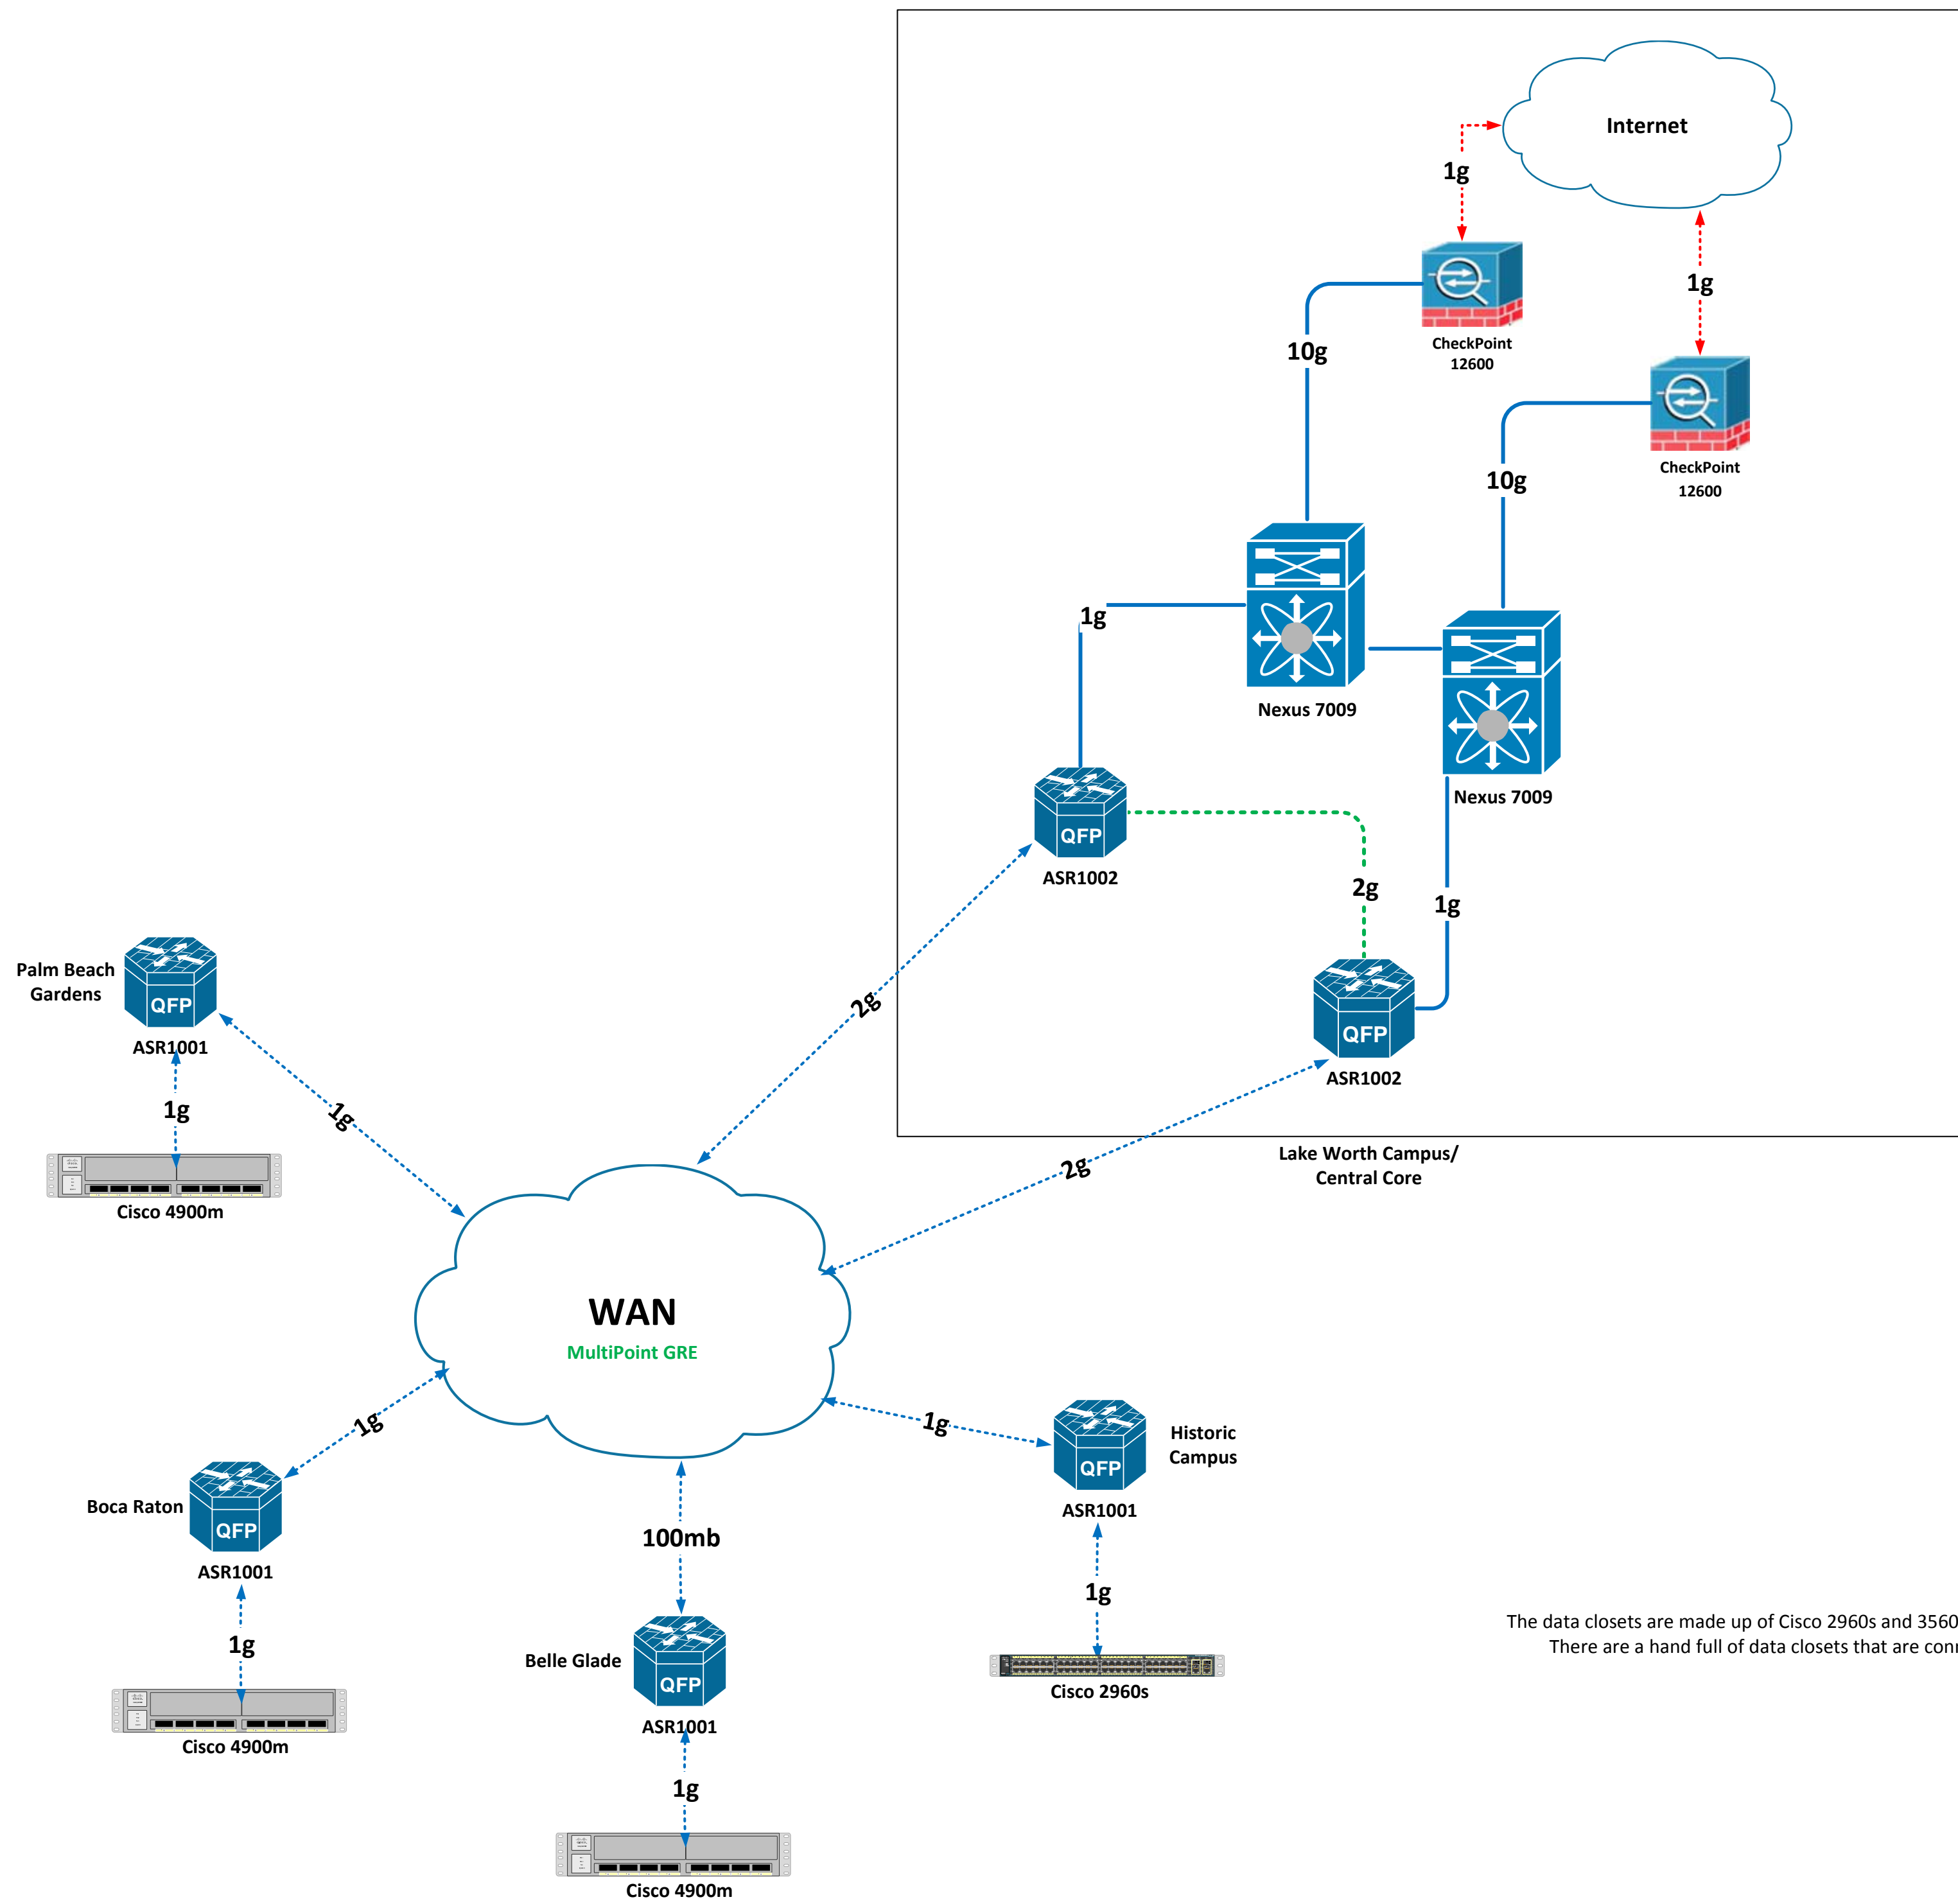 Internet
1g
1g
CheckPoint
12600
10g
CheckPoint
12600
10g
1g
Nexus 7009
Nexus 7009
QFP
ASR1002
2g
1g
QFP
ASR1002
2g
2g
Lake Worth Campus/
Central Core
Palm Beach
Gardens
QFP
ASR1001
1g
1g
Cisco 4900m
WAN
MultiPoint GRE
1g
Boca Raton
QFP
ASR1001
1g
Cisco 4900m
100mb
Belle Glade
QFP
ASR1001
1g
Cisco 4900m
1g
Historic
Campus
QFP
ASR1001
1g
Cisco 2960s
The data closets are made up of Cisco 2960s and 3560
There are a hand full of data closets that are con